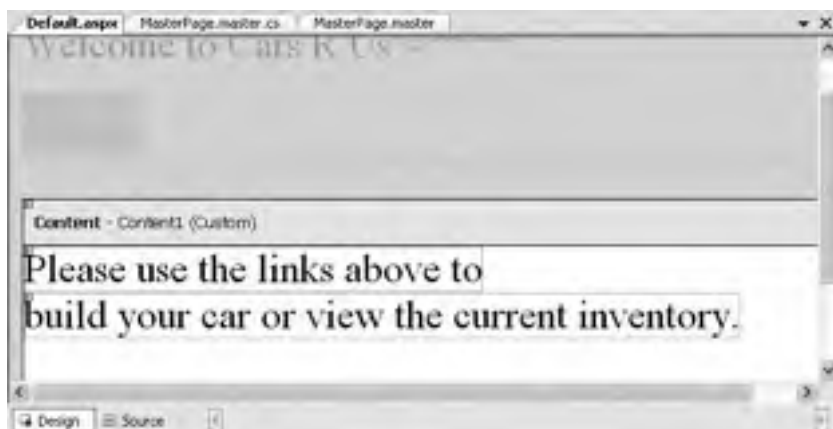 Default.aspx MasterPage.master.cs MasterPage.master
Welcome to Cars R Us -
Content - Content1 (Custom)
Please use the links above to
build your car or view the current inventory.
Design Source